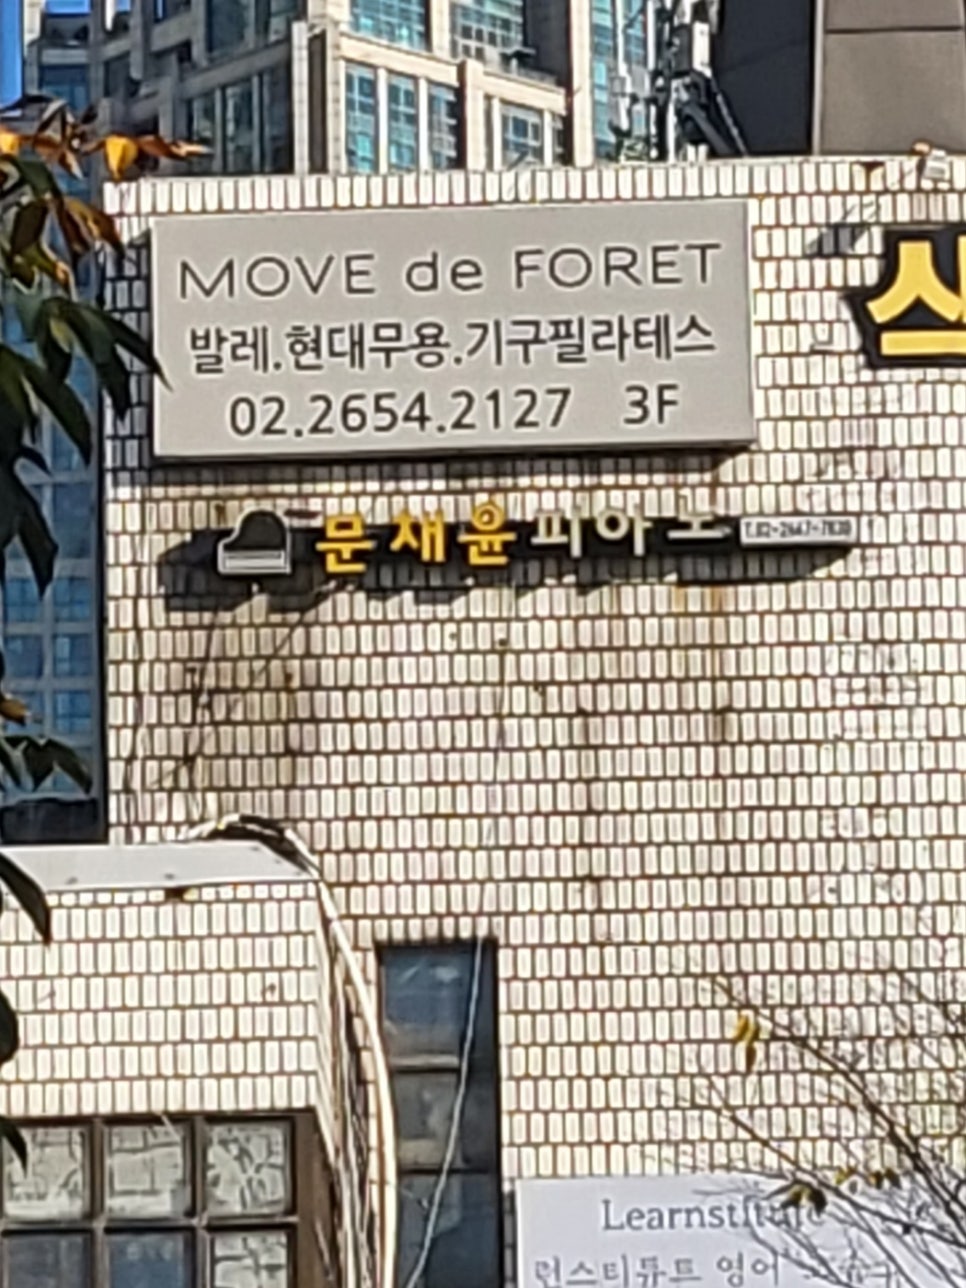 MOVE de FORET
발레.현대무용.기구필라테스
02.2654.2127 3F
문채윤피아노
Learnstitute
런스티튜트 영어